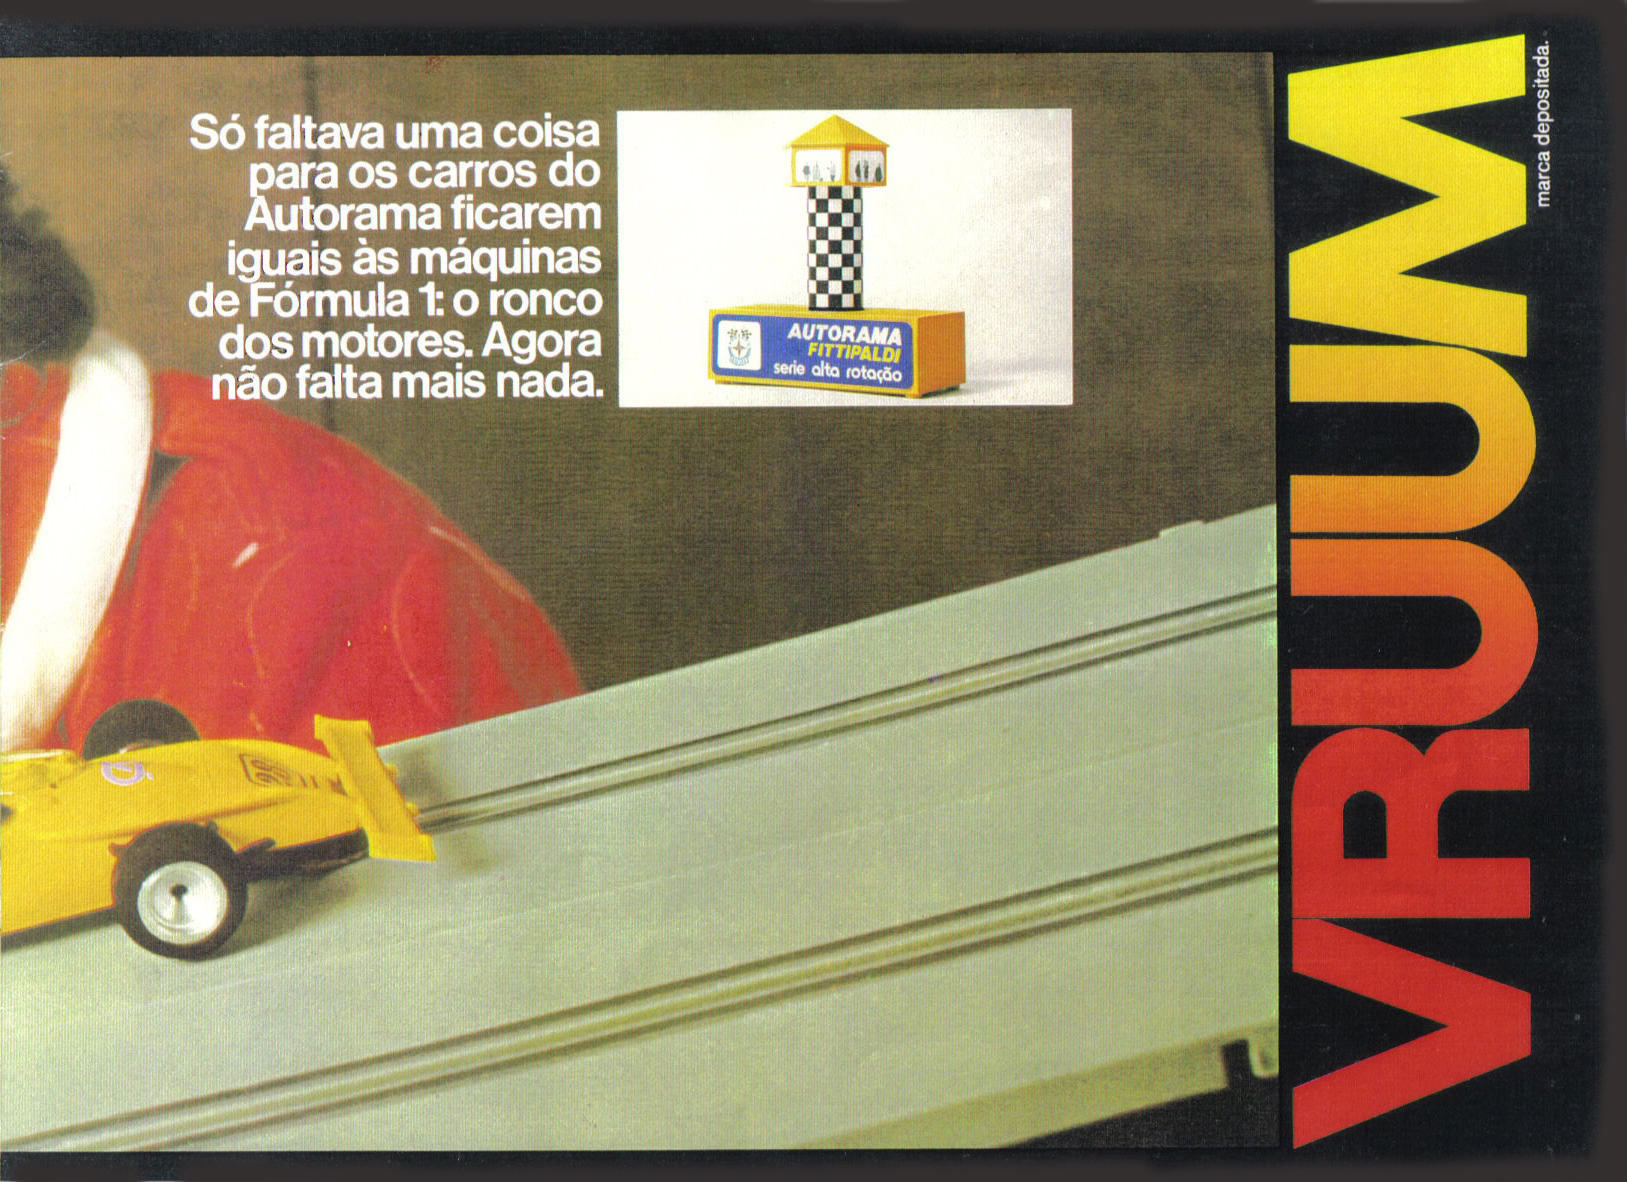 Só faltava uma coisa
para os carros do
Autorama ficarem
iguais às máquinas
de Fórmula 1: o ronco
dos motores. Agora
não falta mais nada.
AUTORAMA
FITTIPALDI
serie alta rotação
VRUUM
marca depositada.